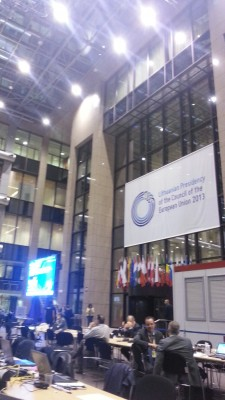 Lithuanian Presidency
of the Council of the
European Union 2013